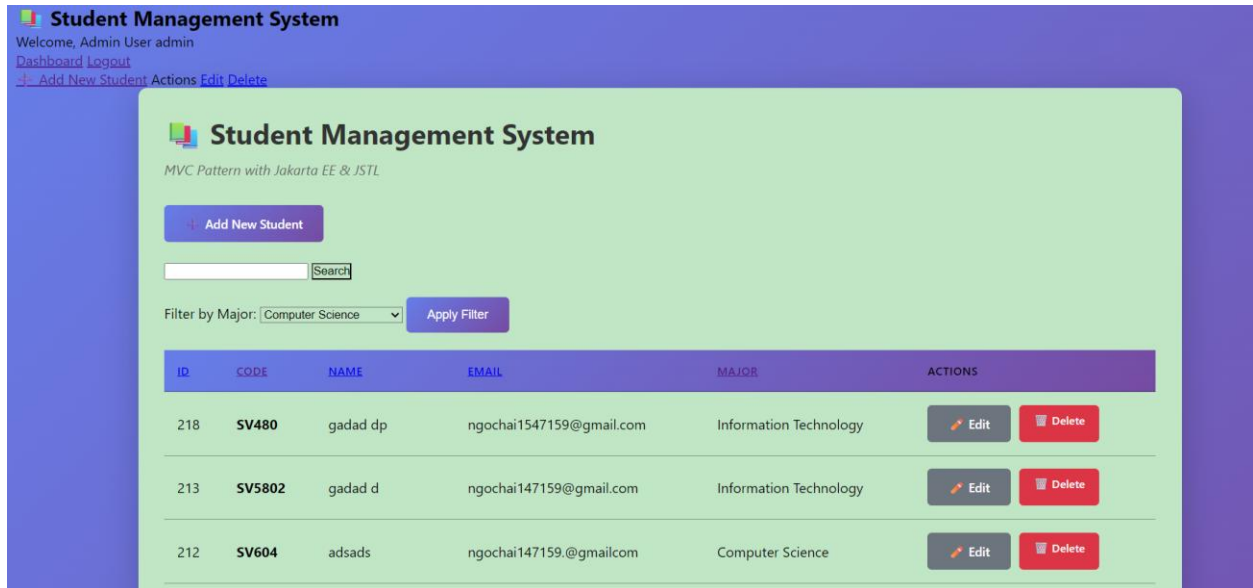 Student Management System
Welcome, Admin User admin
Dashboard Logout
Add New Student Actions Edit Delete
Student Management System
MVC Pattern with Jakarta EE & JSTL
Add New Student
Search
Filter by Major: Computer Science Apply Filter
ID CODE NAME EMAIL MAJOR ACTIONS
218 SV480 gadad dp ngochai1547159@gmail.com Information Technology Edit Delete
213 SV5802 gadad d ngochai147159@gmail.com Information Technology Edit Delete
212 SV604 adsads ngochai147159.@gmailcom Computer Science Edit Delete